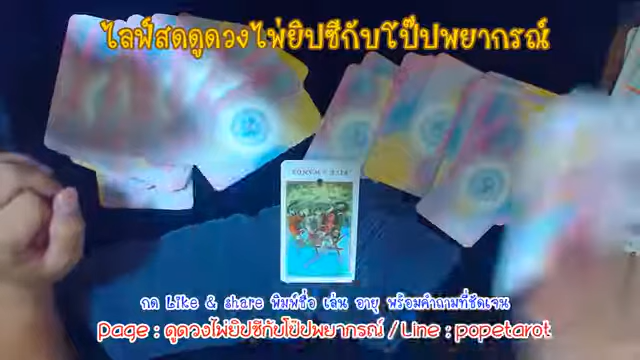 ไลฟ์สดดูดวงไพ่ยิปซีกับโป๊ปพยากรณ์
กด Like & share พิมพ์ชื่อ เล่น อายุ พร้อมคำถามที่ชัดเจน
Page : ดูดวงไพ่ยิปซีกับโป๊ปพยากรณ์ / Line : popetarot